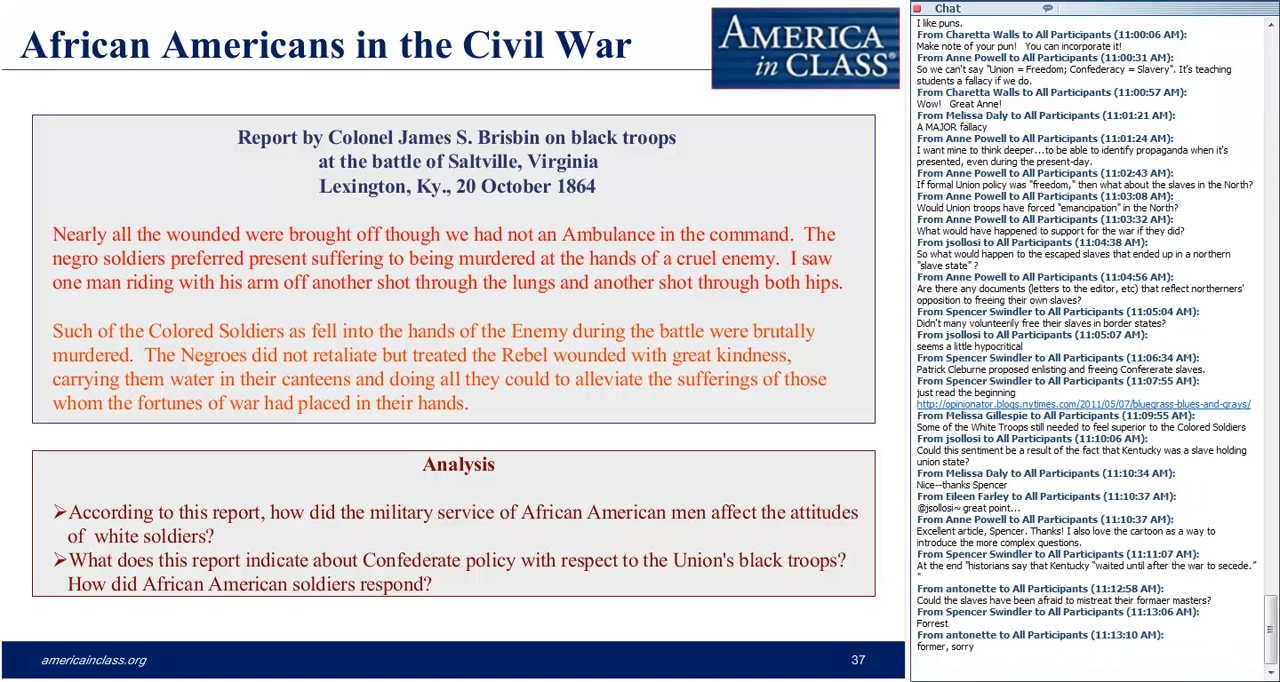 African Americans in the Civil War
AMERICA
in CLASS
Report by Colonel James S. Brisbin on black troops
at the battle of Saltville, Virginia
Lexington, Ky., 20 October 1864
Nearly all the wounded were brought off though we had not an Ambulance in the command. The
negro soldiers preferred present suffering to being murdered at the hands of a cruel enemy. I saw
one man riding with his arm off another shot through the lungs and another shot through both hips.
Such of the Colored Soldiers as fell into the hands of the Enemy during the battle were brutally
murdered. The Negroes did not retaliate but treated the Rebel wounded with great kindness,
carrying them water in their canteens and doing all they could to alleviate the sufferings of those
whom the fortunes of war had placed in their hands.
Analysis
➢According to this report, how did the military service of African American men affect the attitudes
of white soldiers?
➢What does this report indicate about Confederate policy with respect to the Union's black troops?
How did African American soldiers respond?
americainclass.org
37
Chat
I like puns.
From Charetta Walls to All Participants (11:00:06 AM):
Make note of your pun! You can incorporate it!
From Anne Powell to All Participants (11:00:31 AM):
So we can't say "Union = Freedom; Confederacy = Slavery". It's teaching
students a fallacy if we do.
From Charetta Walls to All Participants (11:00:57 AM):
Wow! Great Anne!
From Melissa Daly to All Participants (11:01:21 AM):
A MAJOR fallacy
From Anne Powell to All Participants (11:01:24 AM):
I want mine to think deeper...to be able to identify propaganda when it's
presented, even during the present-day.
From Anne Powell to All Participants (11:02:43 AM):
If formal Union policy was "freedom," then what about the slaves in the North?
From Anne Powell to All Participants (11:03:08 AM):
Would Union troops have forced "emancipation" in the North?
From Anne Powell to All Participants (11:03:32 AM):
What would have happened to support for the war if they did?
From jsollosi to All Participants (11:04:38 AM):
So what would happen to the escaped slaves that ended up in a northern
"slave state" ?
From Anne Powell to All Participants (11:04:56 AM):
Are there any documents (letters to the editor, etc) that reflect northerners'
opposition to freeing their own slaves?
From Spencer Swindler to All Participants (11:05:04 AM):
Didn't many volunteerily free their slaves in border states?
From jsollosi to All Participants (11:05:07 AM):
seems a little hypocritical
From Spencer Swindler to All Participants (11:06:34 AM):
Patrick Cleburne proposed enlisting and freeing Confererate slaves.
From Spencer Swindler to All Participants (11:07:55 AM):
just read the beginning
http://opinionator.blogs.nytimes.com/2011/05/07/bluegrass-blues-and-grays/
From Melissa Gillespie to All Participants (11:09:55 AM):
Some of the White Troops still needed to feel superior to the Colored Soldiers
From jsollosi to All Participants (11:10:06 AM):
Could this sentiment be a result of the fact that Kentucky was a slave holding
union state?
From Melissa Daly to All Participants (11:10:34 AM):
Nice--thanks Spencer
From Eileen Farley to All Participants (11:10:37 AM):
@jsollosi~ great point...
From Anne Powell to All Participants (11:10:37 AM):
Excellent article, Spencer. Thanks! I also love the cartoon as a way to
introduce the more complex questions.
From Spencer Swindler to All Participants (11:11:07 AM):
At the end "historians say that Kentucky “waited until after the war to secede.”
"
From antonette to All Participants (11:12:58 AM):
Could the slaves have been afraid to mistreat their formaer masters?
From Spencer Swindler to All Participants (11:13:06 AM):
Forrest
From antonette to All Participants (11:13:10 AM):
former, sorry